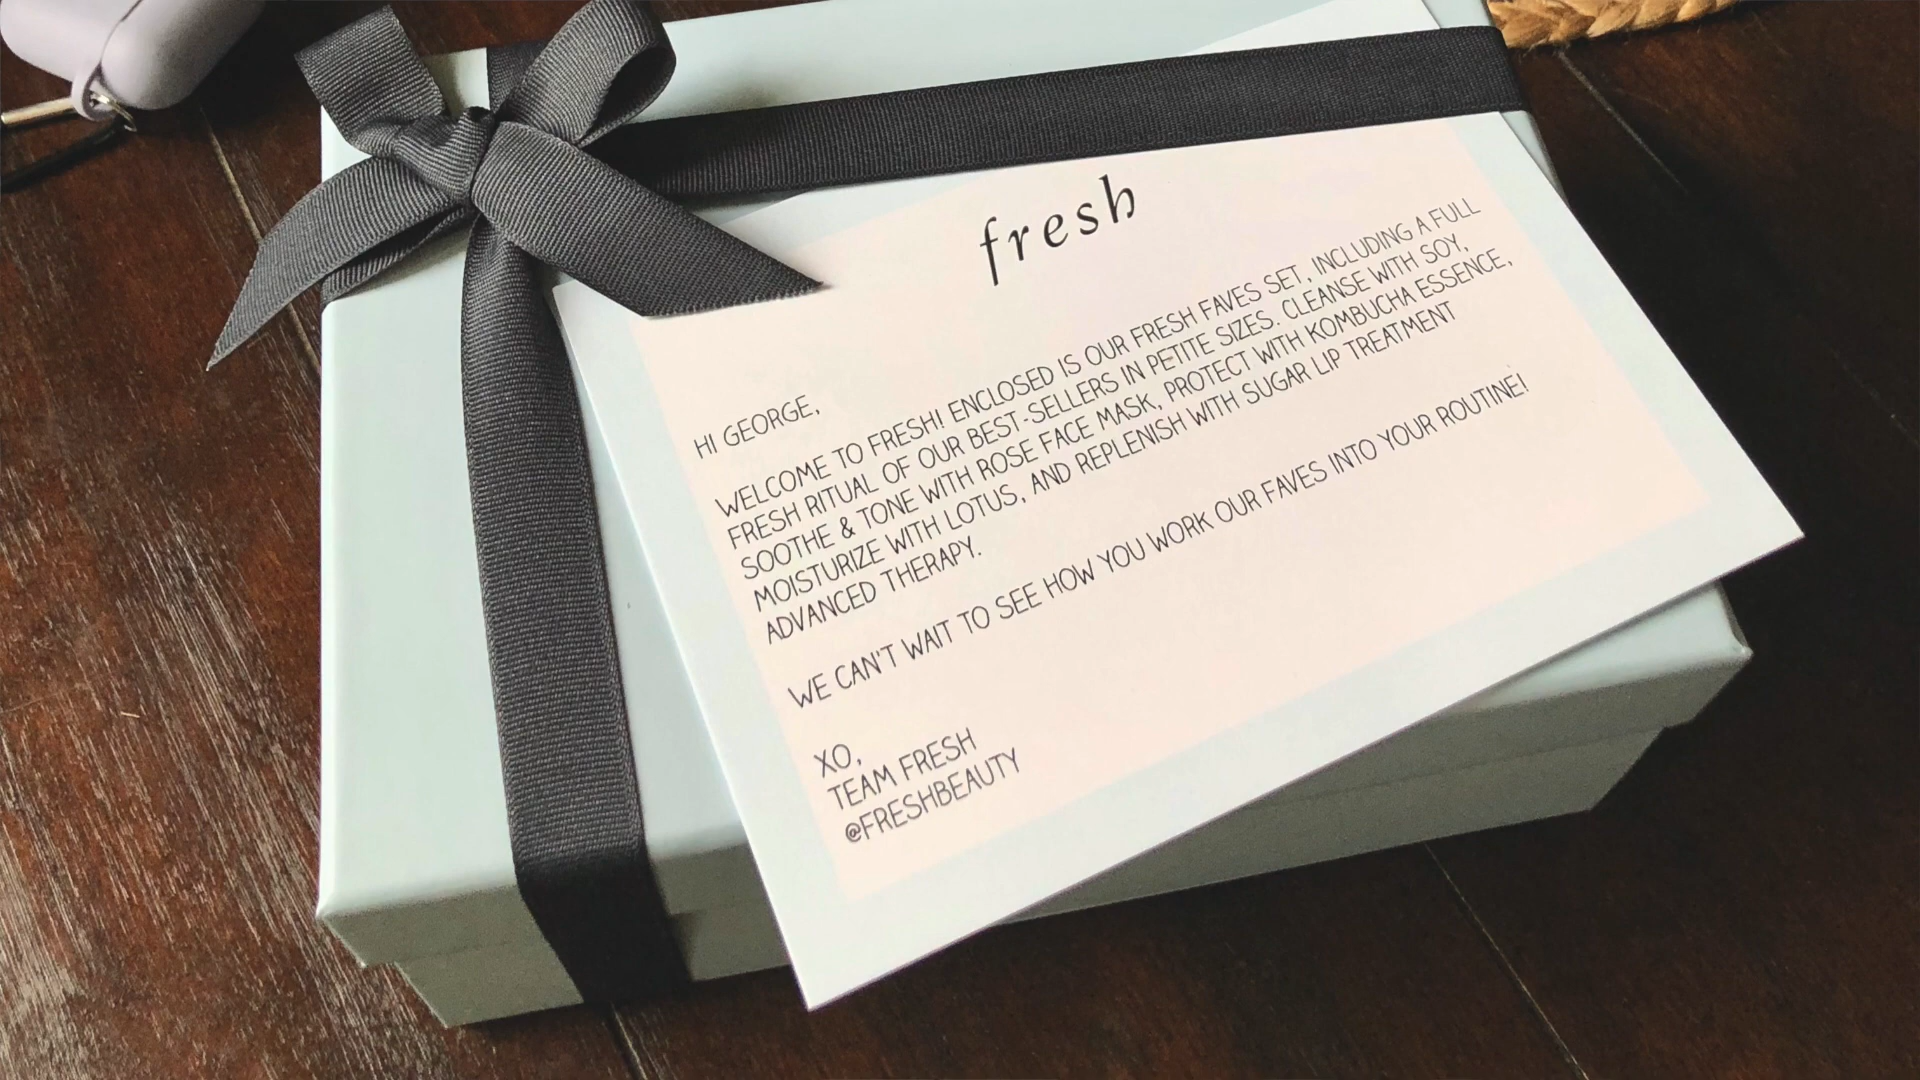 fresh
HI GEORGE,
WELCOME TO FRESH! ENCLOSED IS OUR FRESH FAVES SET, INCLUDING A FULL
FRESH RITUAL OF OUR BEST-SELLERS IN PETITE SIZES. CLEANSE WITH SOY,
SOOTHE & TONE WITH ROSE FACE MASK, PROTECT WITH KOMBUCHA ESSENCE,
MOISTURIZE WITH LOTUS, AND REPLENISH WITH SUGAR LIP TREATMENT
ADVANCED THERAPY.
WE CAN'T WAIT TO SEE HOW YOU WORK OUR FAVES INTO YOUR ROUTINE!
XO,
TEAM FRESH
@FRESHBEAUTY